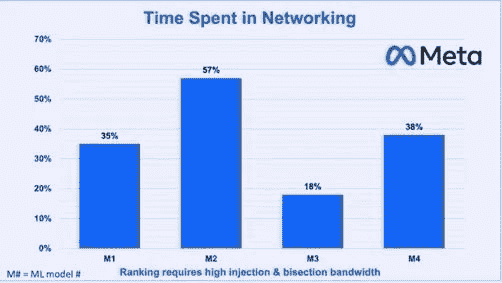 Time Spent in Networking
Meta
70%
60%
50%
40%
30%
20%
10%
0%
35%
57%
18%
38%
M1
M2
M3
M4
M# = ML model #
Ranking requires high injection & bisection bandwidth